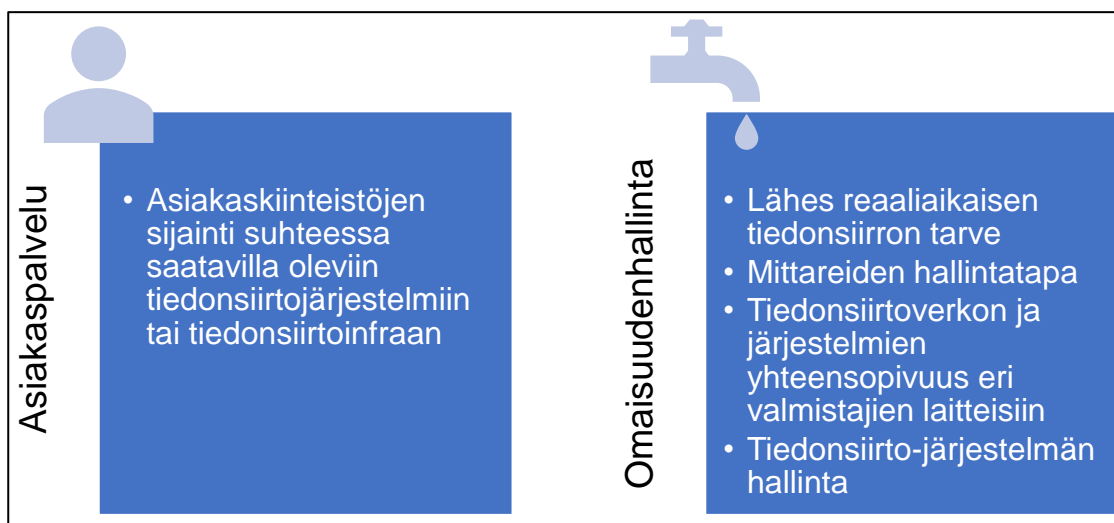 Asiakaspalvelu
• Asiakaskiinteistöjen
sijainti suhteessa
saatavilla oleviin
tiedonsiirtojärjestelmiin
tai tiedonsiirtoinfraan
Omaisuudenhallinta
• Lähes reaaliaikaisen
tiedonsiirron tarve
• Mittareiden hallintatapa
• Tiedonsiirtoverkon ja
järjestelmien
yhteensopivuus eri
valmistajien laitteisiin
• Tiedonsiirto-järjestelmän
hallinta